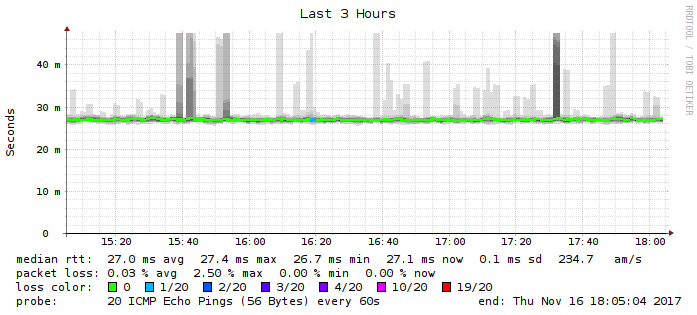 Last 3 Hours
RRDTOOL / TOBI OETIKER
Seconds
40 m
30 m
20 m
10 m
0
15:20 15:40 16:00 16:20 16:40 17:00 17:20 17:40 18:00
median rtt: 27.0 ms avg 27.4 ms max 26.7 ms min 27.1 ms now 0.1 ms sd 234.7 am/s
packet loss: 0.03 % avg 2.50 % max 0.00 % min 0.00 % now
loss color: 0 1/20 2/20 3/20 4/20 10/20 19/20
probe: 20 ICMP Echo Pings (56 Bytes) every 60s end: Thu Nov 16 18:05:04 2017